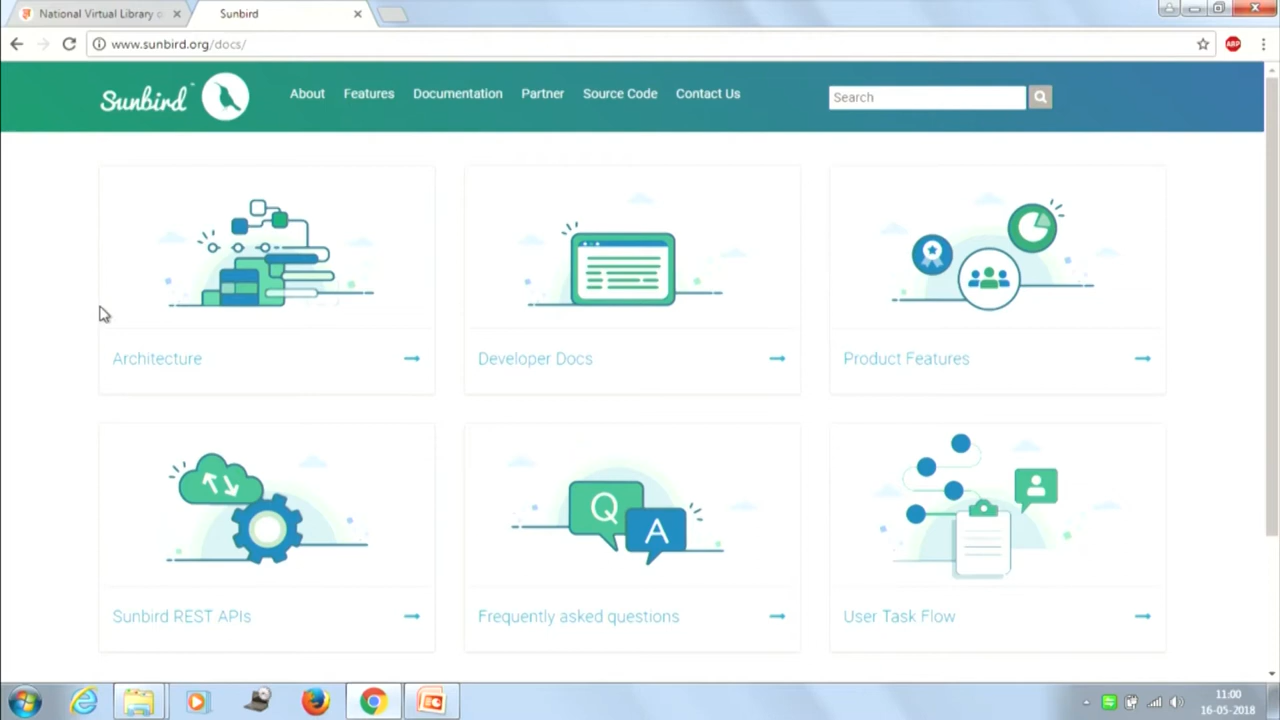 National Virtual Library o
Sunbird
www.sunbird.org/docs/
ABP
Sunbird
About
Features
Documentation
Partner
Source Code
Contact Us
Search
Architecture
Developer Docs
Product Features
Q
A
Sunbird REST APIs
Frequently asked questions
User Task Flow
11:00
16-05-2018